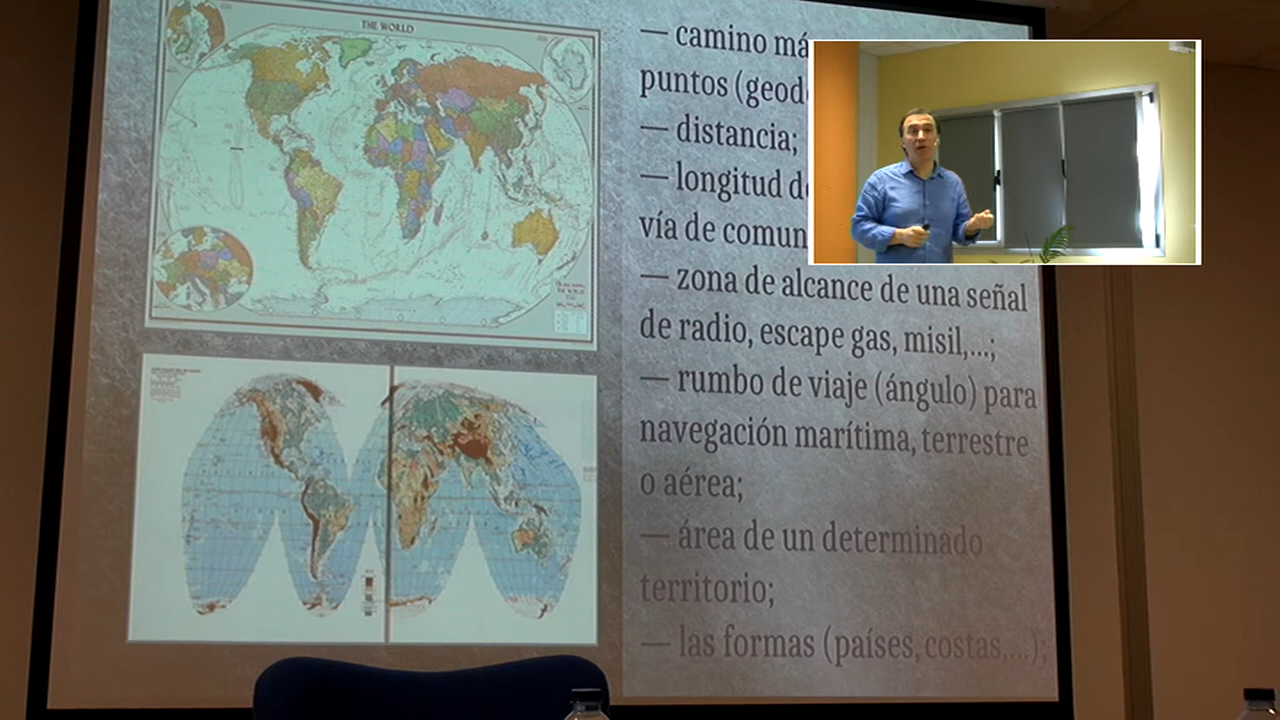 THE WORLD
— camino má
puntos (geod
— distancia;
— longitud d
vía de comun
— zona de alcance de una señal
de radio, escape gas, misil,...;
— rumbo de viaje (ángulo) para
navegación marítima, terrestre
o aérea;
— área de un determinado
territorio;
— las formas (países, costas,...);